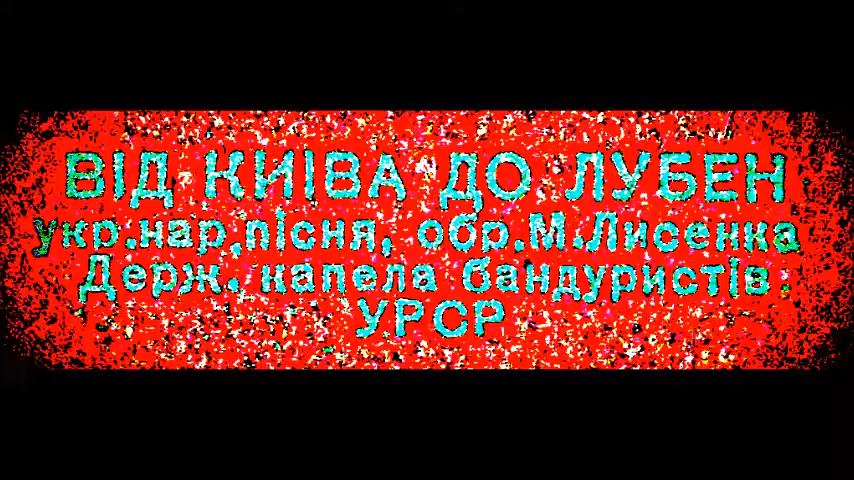 ВІД КИЇВА ДО ЛУБЕН
укр.нар.пісня, обр.М.Лисенка
Держ. капела бандуристів
УРСР